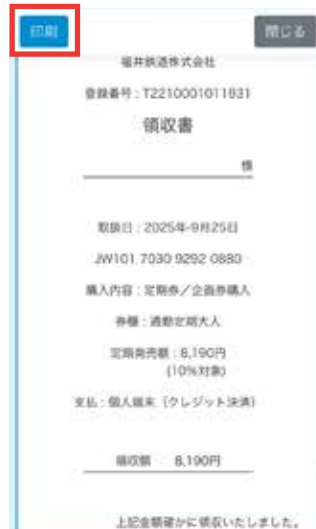 印刷 閉じる
福井鉄道株式会社
登録番号：T2210001011931
領収書
様
取扱日：2025年-9月25日
JW101 7030 9292 0880
購入内容：定期券／企画券購入
券種：通勤定期大人
定期発売額：8,190円
(10%対象)
支払：個人端末（クレジット決済）
領収額 8,190円
上記金額確かに領収いたしました。